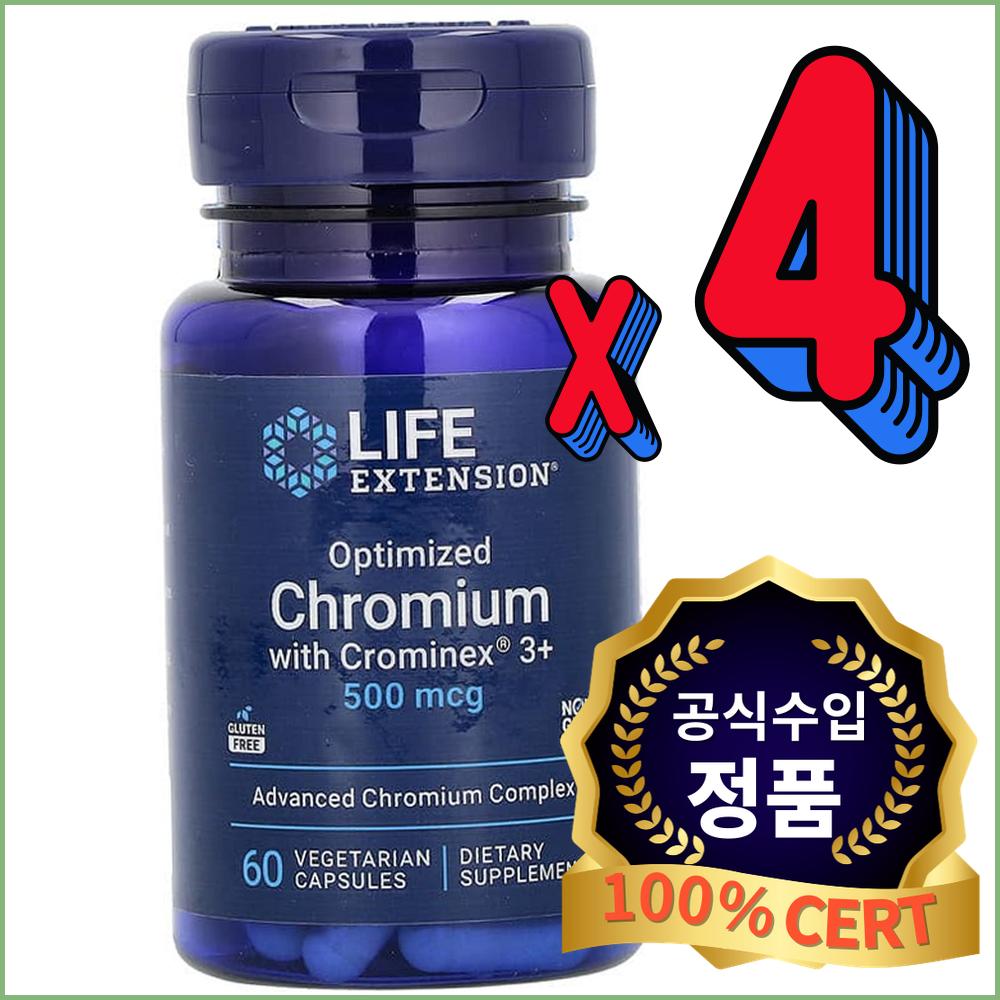 LIFE
EXTENSION®
Optimized
Chromium
with Crominex® 3+
500 mcg
GLUTEN
FREE
Advanced Chromium Complex
60 VEGETARIAN
CAPSULES
DIETARY
X 4
공식수입
정품
100% CERT